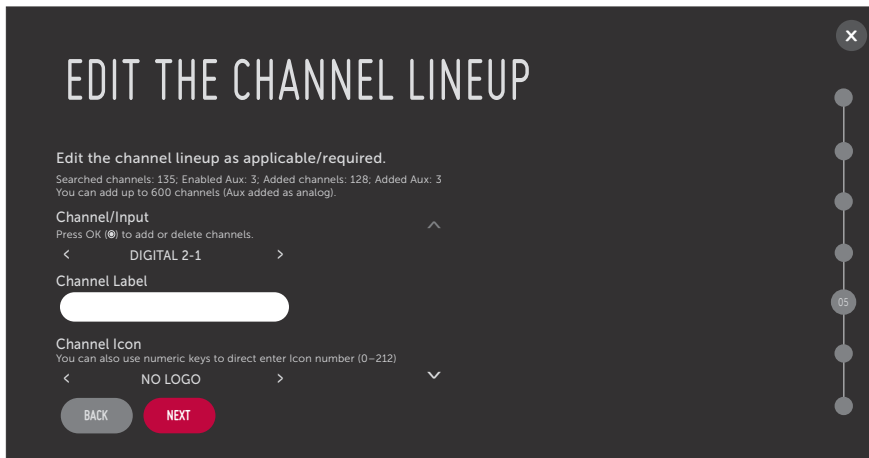 X
EDIT THE CHANNEL LINEUP
Edit the channel lineup as applicable/required.
Searched channels: 135; Enabled Aux: 3; Added channels: 128; Added Aux: 3
You can add up to 600 channels (Aux added as analog).
Channel/Input
Press OK (◉) to add or delete channels.
< DIGITAL 2-1 >
Channel Label
05
Channel Icon
You can also use numeric keys to direct enter Icon number (0–212)
< NO LOGO >
BACK NEXT